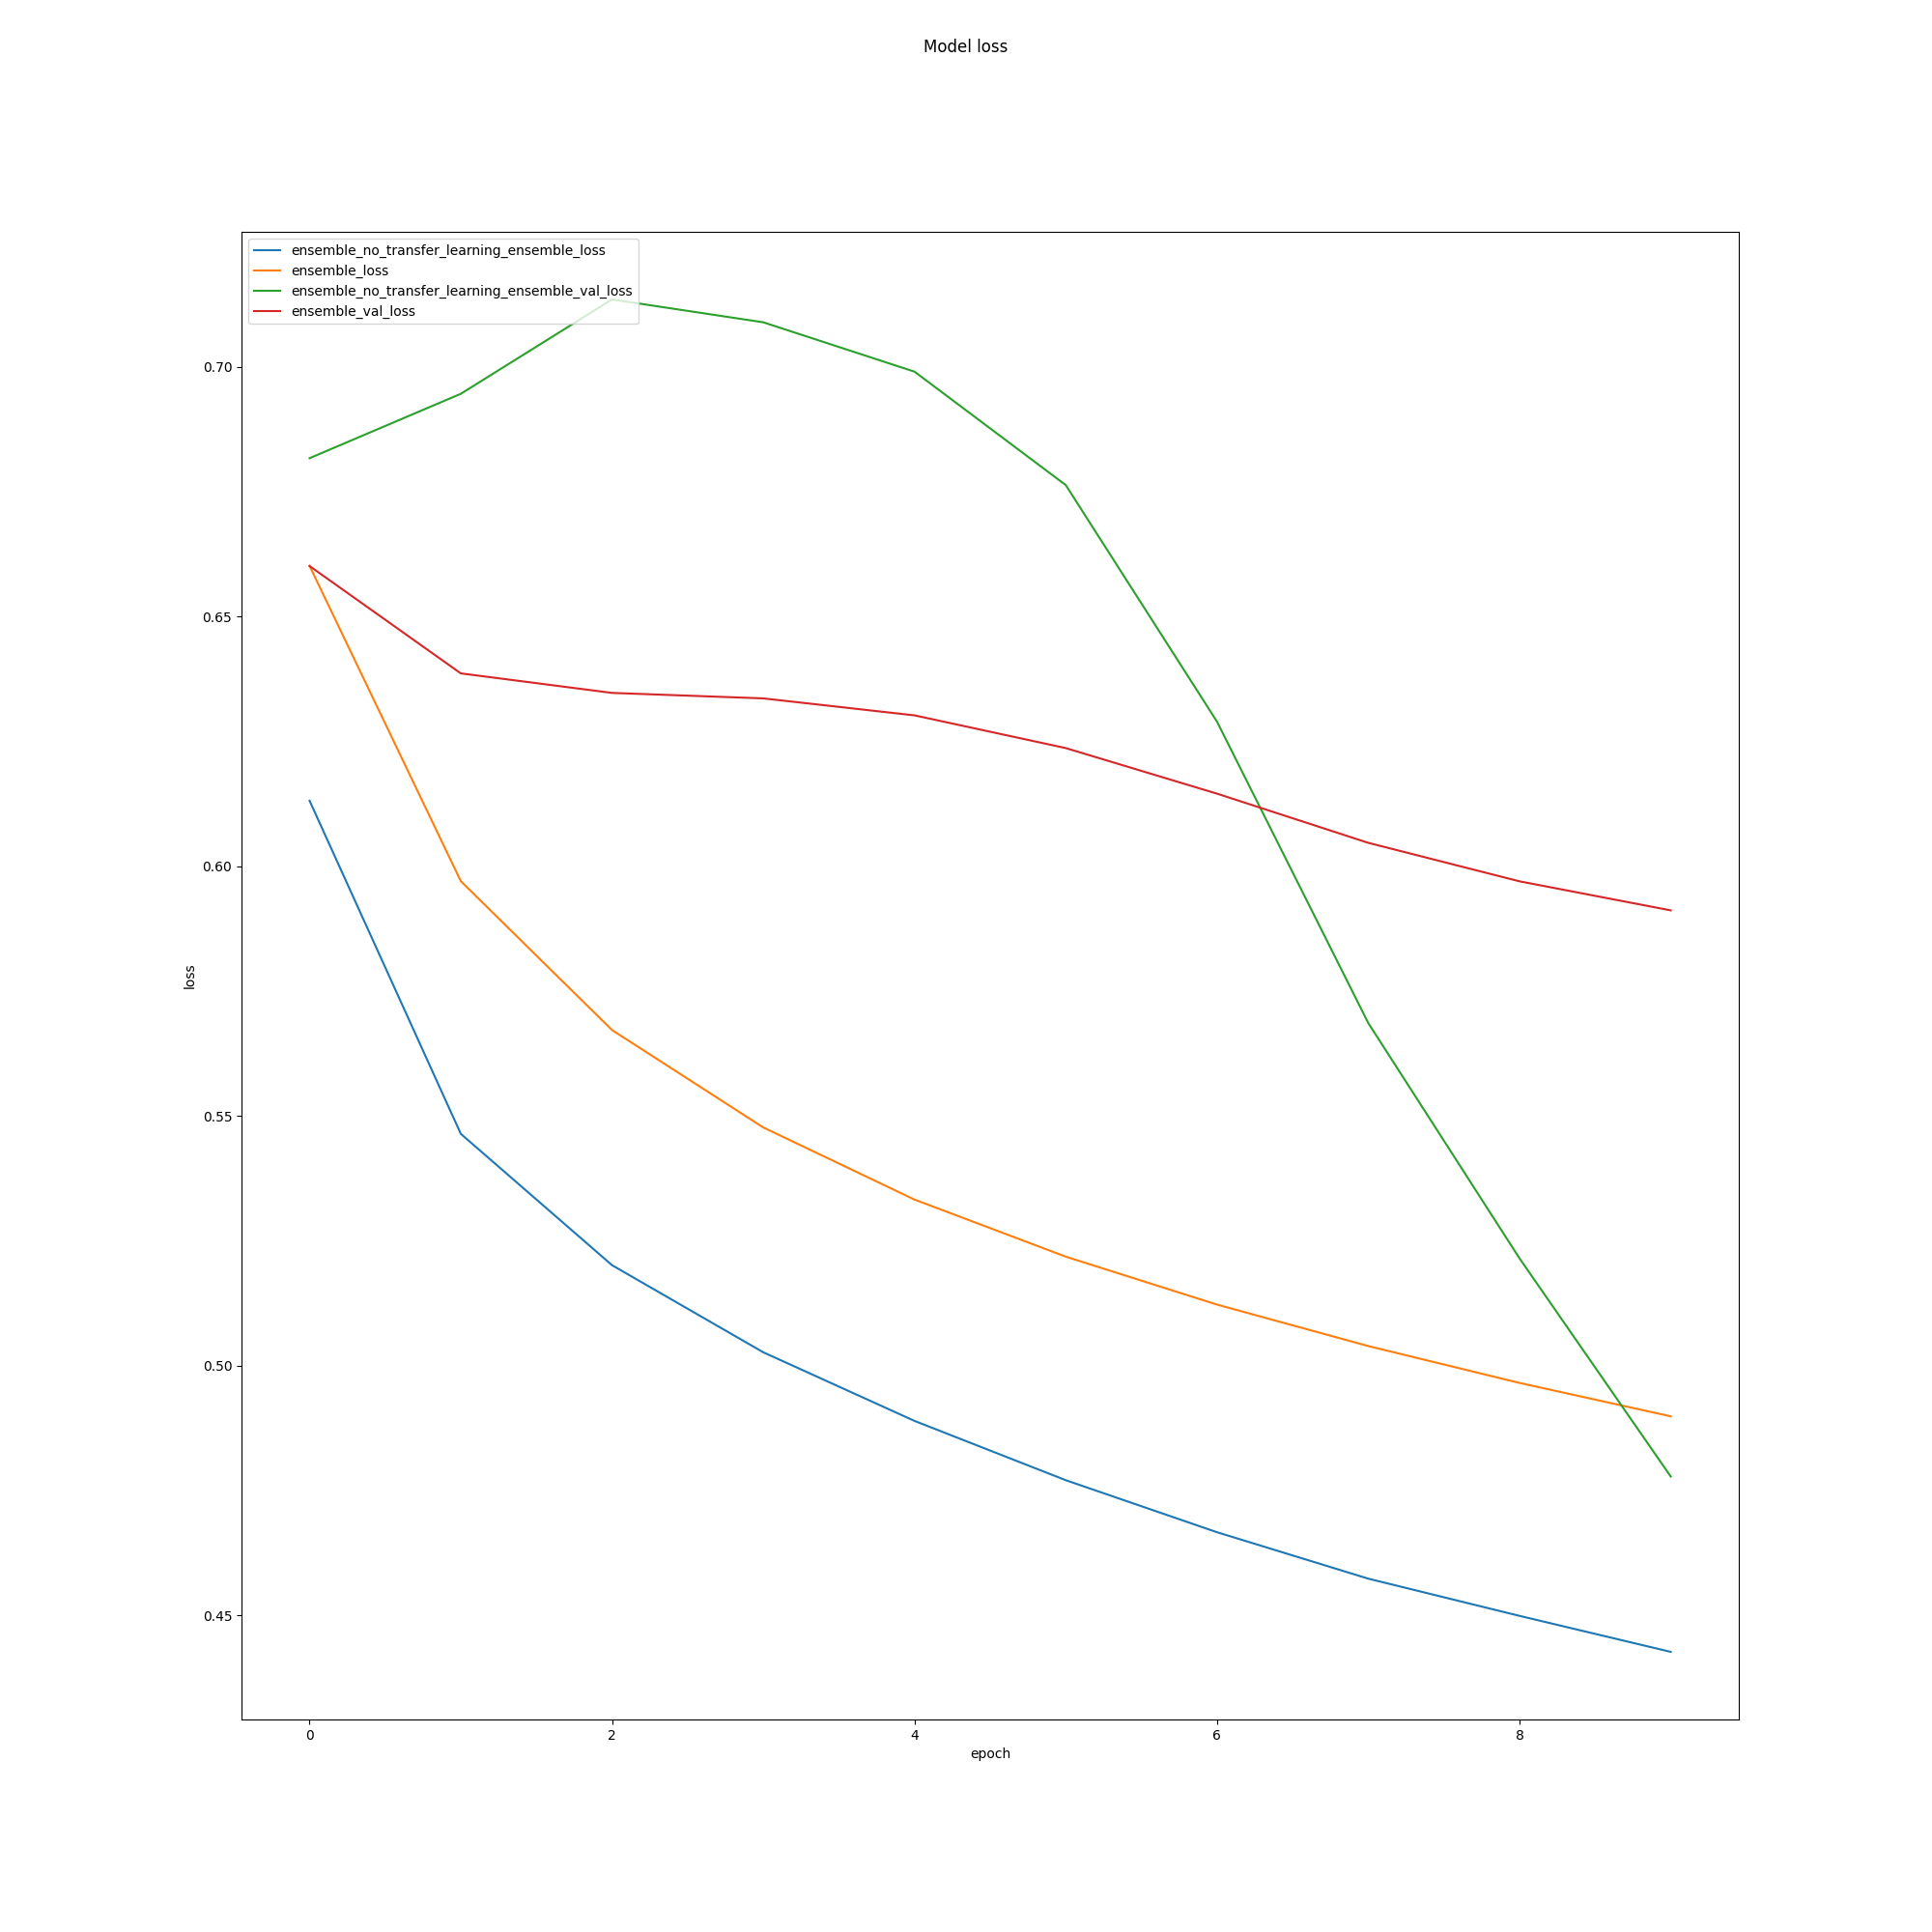 Model loss
ensemble_no_transfer_learning_ensemble_loss
ensemble_loss
ensemble_no_transfer_learning_ensemble_val_loss
ensemble_val_loss
0.70
0.65
0.60
0.55
0.50
0.45
loss
0 2 4 6 8
epoch